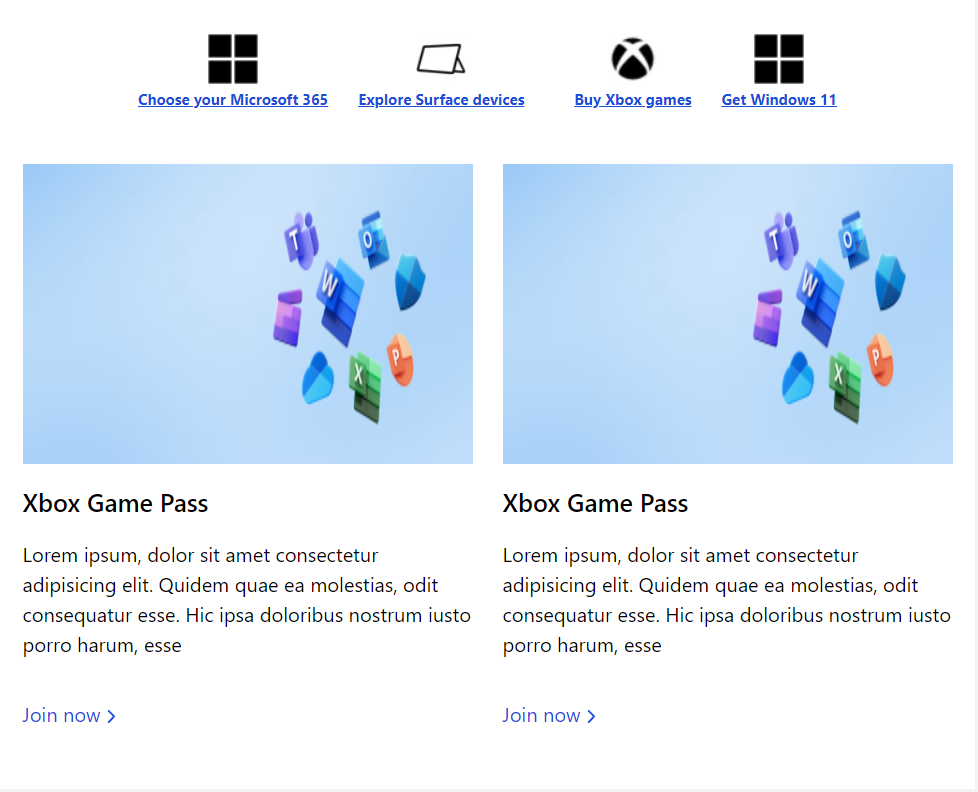 Choose your Microsoft 365 Explore Surface devices Buy Xbox games Get Windows 11
T O
W
X P
T O
W
X P
Xbox Game Pass
Lorem ipsum, dolor sit amet consectetur
adipisicing elit. Quidem quae ea molestias, odit
consequatur esse. Hic ipsa doloribus nostrum iusto
porro harum, esse
Join now
Xbox Game Pass
Lorem ipsum, dolor sit amet consectetur
adipisicing elit. Quidem quae ea molestias, odit
consequatur esse. Hic ipsa doloribus nostrum iusto
porro harum, esse
Join now